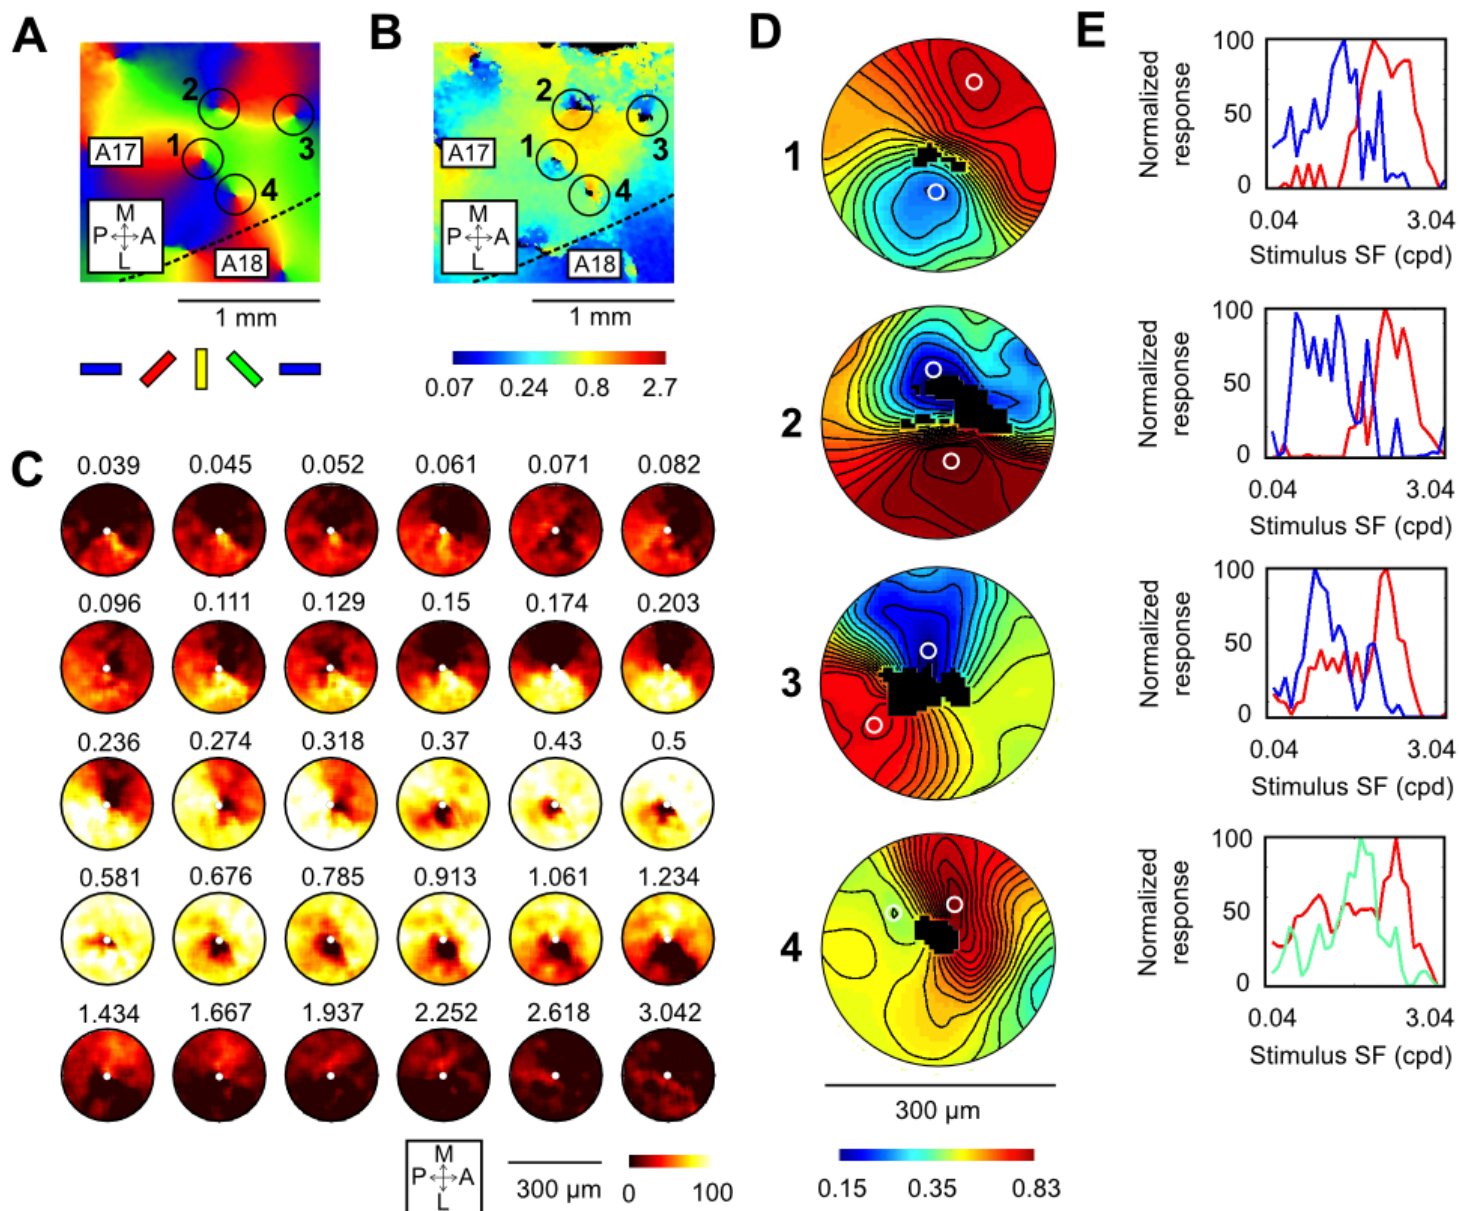 A
B
D
E
2
1
3
4
A17
M
P A
L
A18
1 mm
2
1
3
4
A17
M
P A
L
A18
1 mm
0.07 0.24 0.8 2.7
C
0.039 0.045 0.052 0.061 0.071 0.082
0.096 0.111 0.129 0.15 0.174 0.203
0.236 0.274 0.318 0.37 0.43 0.5
0.581 0.676 0.785 0.913 1.061 1.234
1.434 1.667 1.937 2.252 2.618 3.042
M
P A
L
300 µm
0 100
1
2
3
4
300 µm
0.15 0.35 0.83
Normalized
response
100
50
0
0.04 3.04
Stimulus SF (cpd)
Normalized
response
100
50
0
0.04 3.04
Stimulus SF (cpd)
Normalized
response
100
50
0
0.04 3.04
Stimulus SF (cpd)
Normalized
response
100
50
0
0.04 3.04
Stimulus SF (cpd)